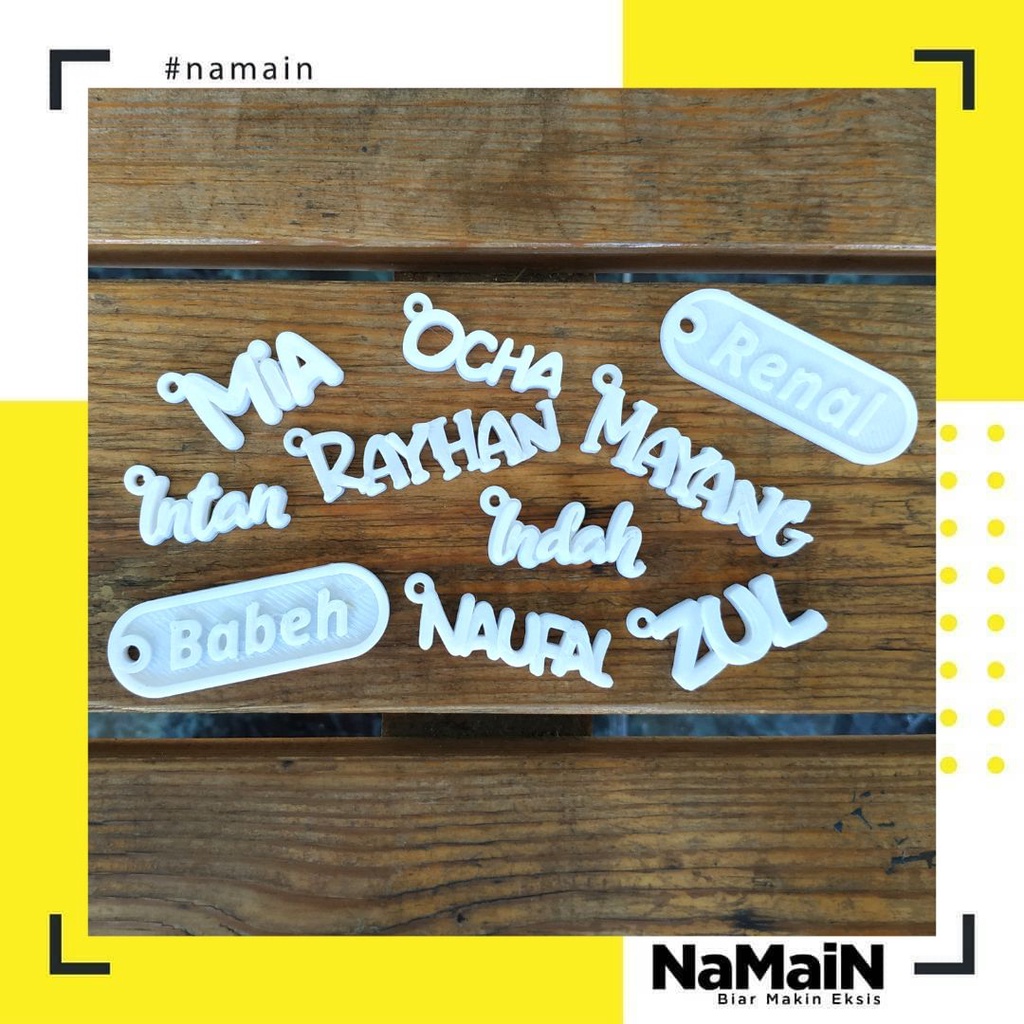 #namain
MiA
OCHA
Renal
RAYHAN
MAYANG
Intan
Indah
Babeh
NAUFAL
ZUL
NaMaiN
Biar Makin Eksis